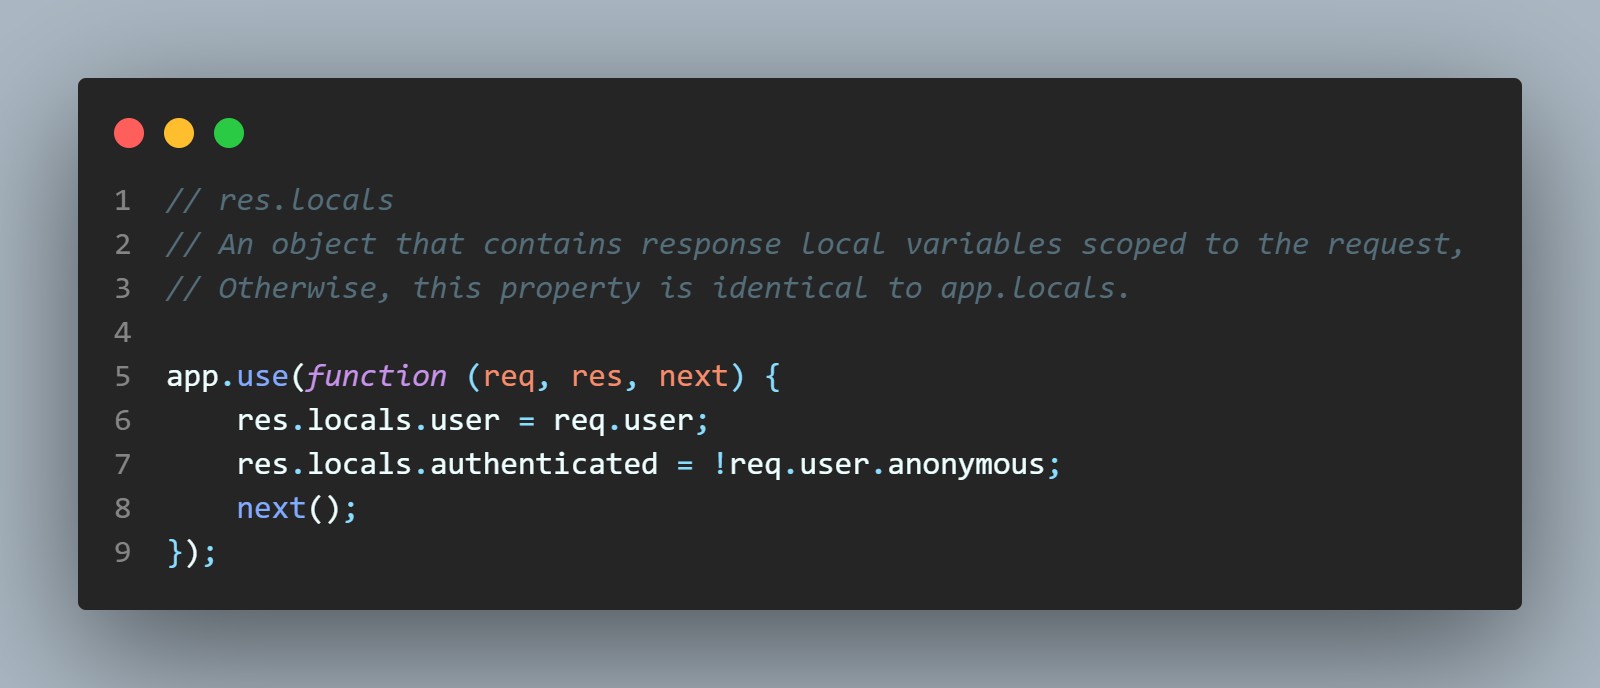 1 // res.locals
2 // An object that contains response local variables scoped to the request,
3 // Otherwise, this property is identical to app.locals.
4
5 app.use(function (req, res, next) {
6     res.locals.user = req.user;
7     res.locals.authenticated = !req.user.anonymous;
8     next();
9 });